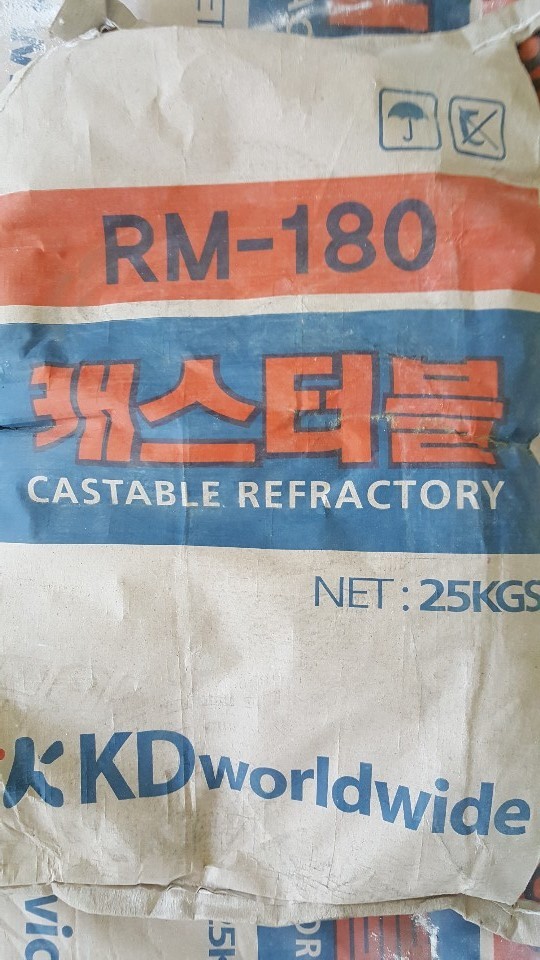 RM-180
캐스터블
CASTABLE REFRACTORY
NET : 25KGS
KDworldwide